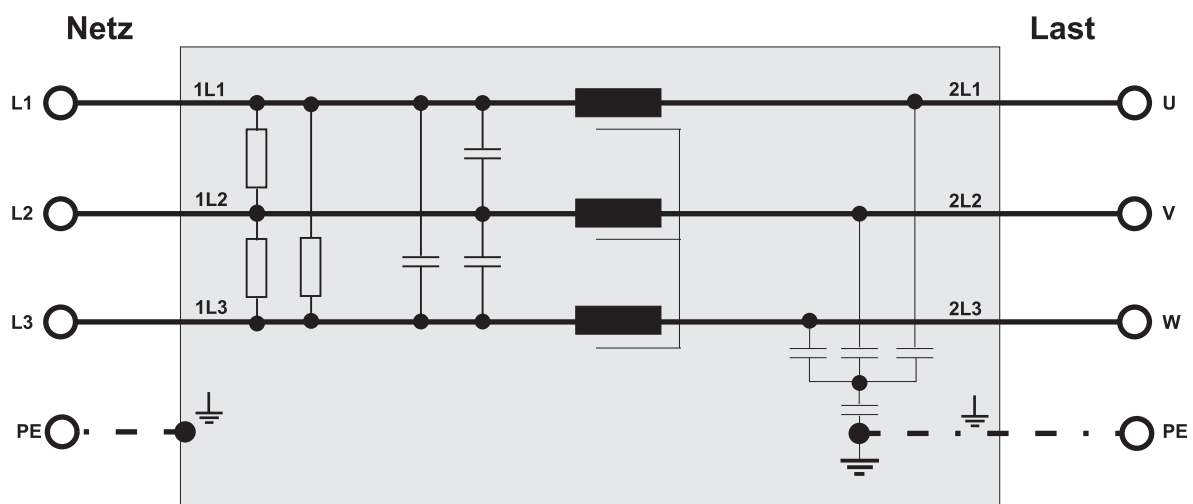 Netz Last
L1 1L1 2L1 U
L2 1L2 2L2 V
L3 1L3 2L3 W
PE PE